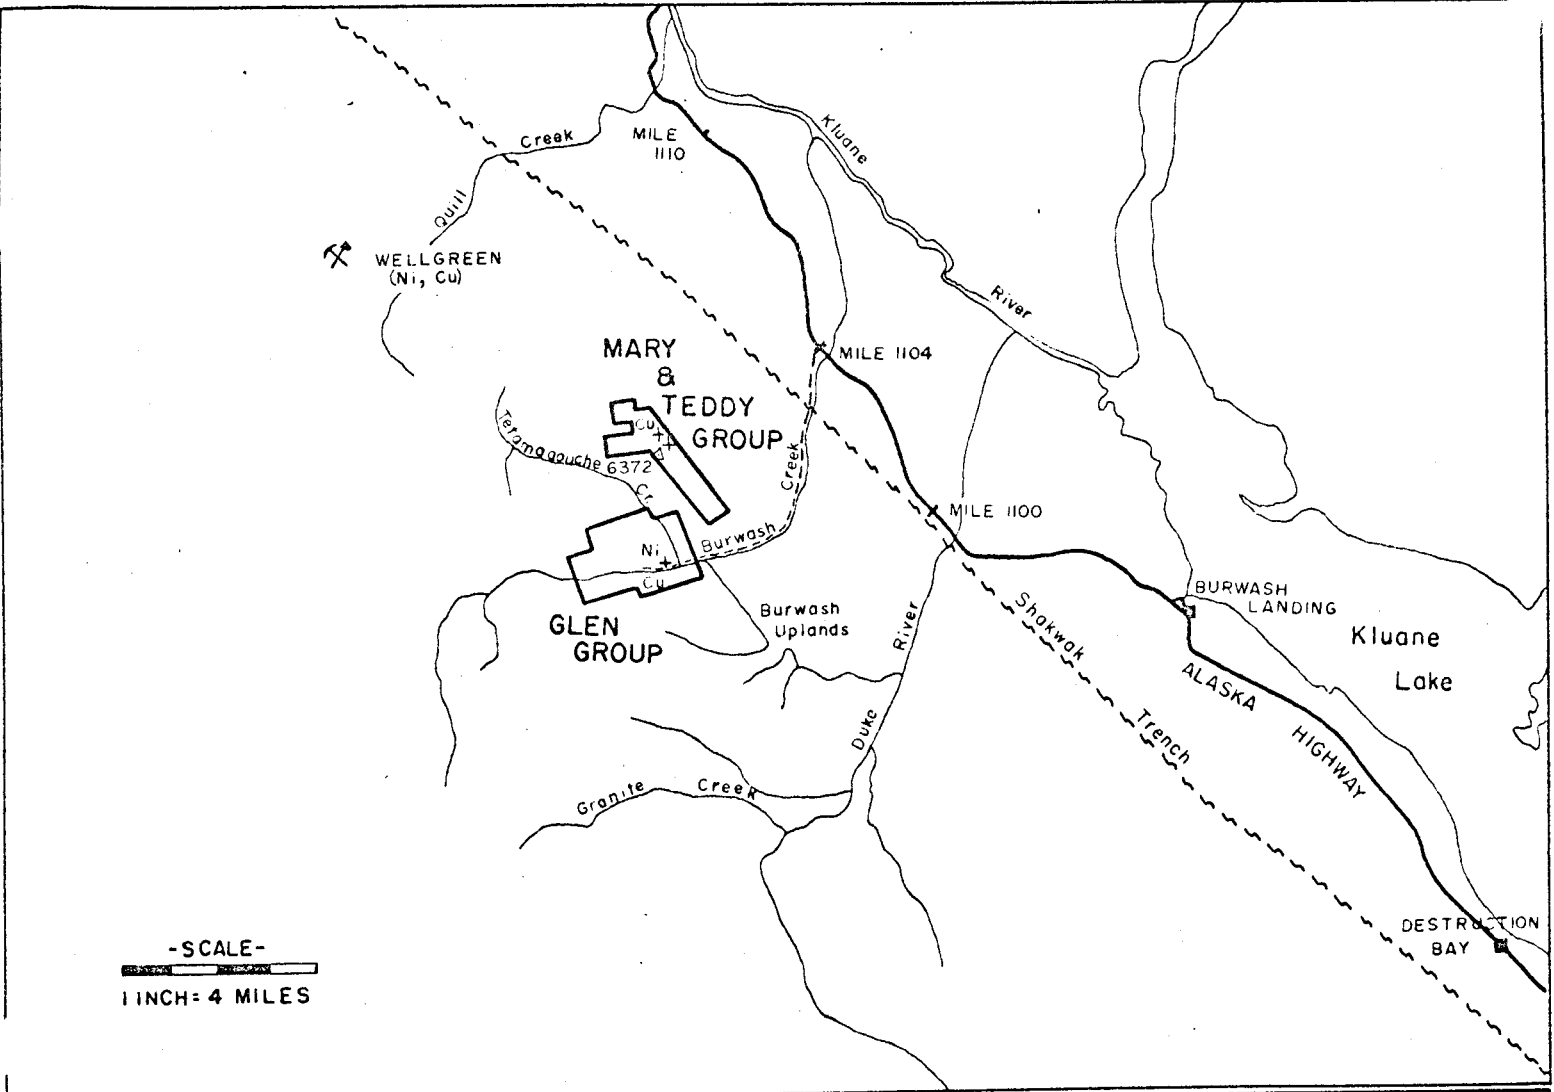 Creek
Quill
MILE
1110
Kluane
River
WELLGREEN
(Ni, Cu)
MARY
&
TEDDY
GROUP
Cu
MILE 1104
Tetamagouche
6372
Cr.
Creek
Burwash
Ni
Cu
MILE 1100
GLEN
GROUP
Burwash
Uplands
River
Duke
Shakwak
Trench
BURWASH
LANDING
Kluane
Lake
ALASKA
HIGHWAY
Granite
Creek
DESTRUCTION
BAY
-SCALE-
1 INCH = 4 MILES